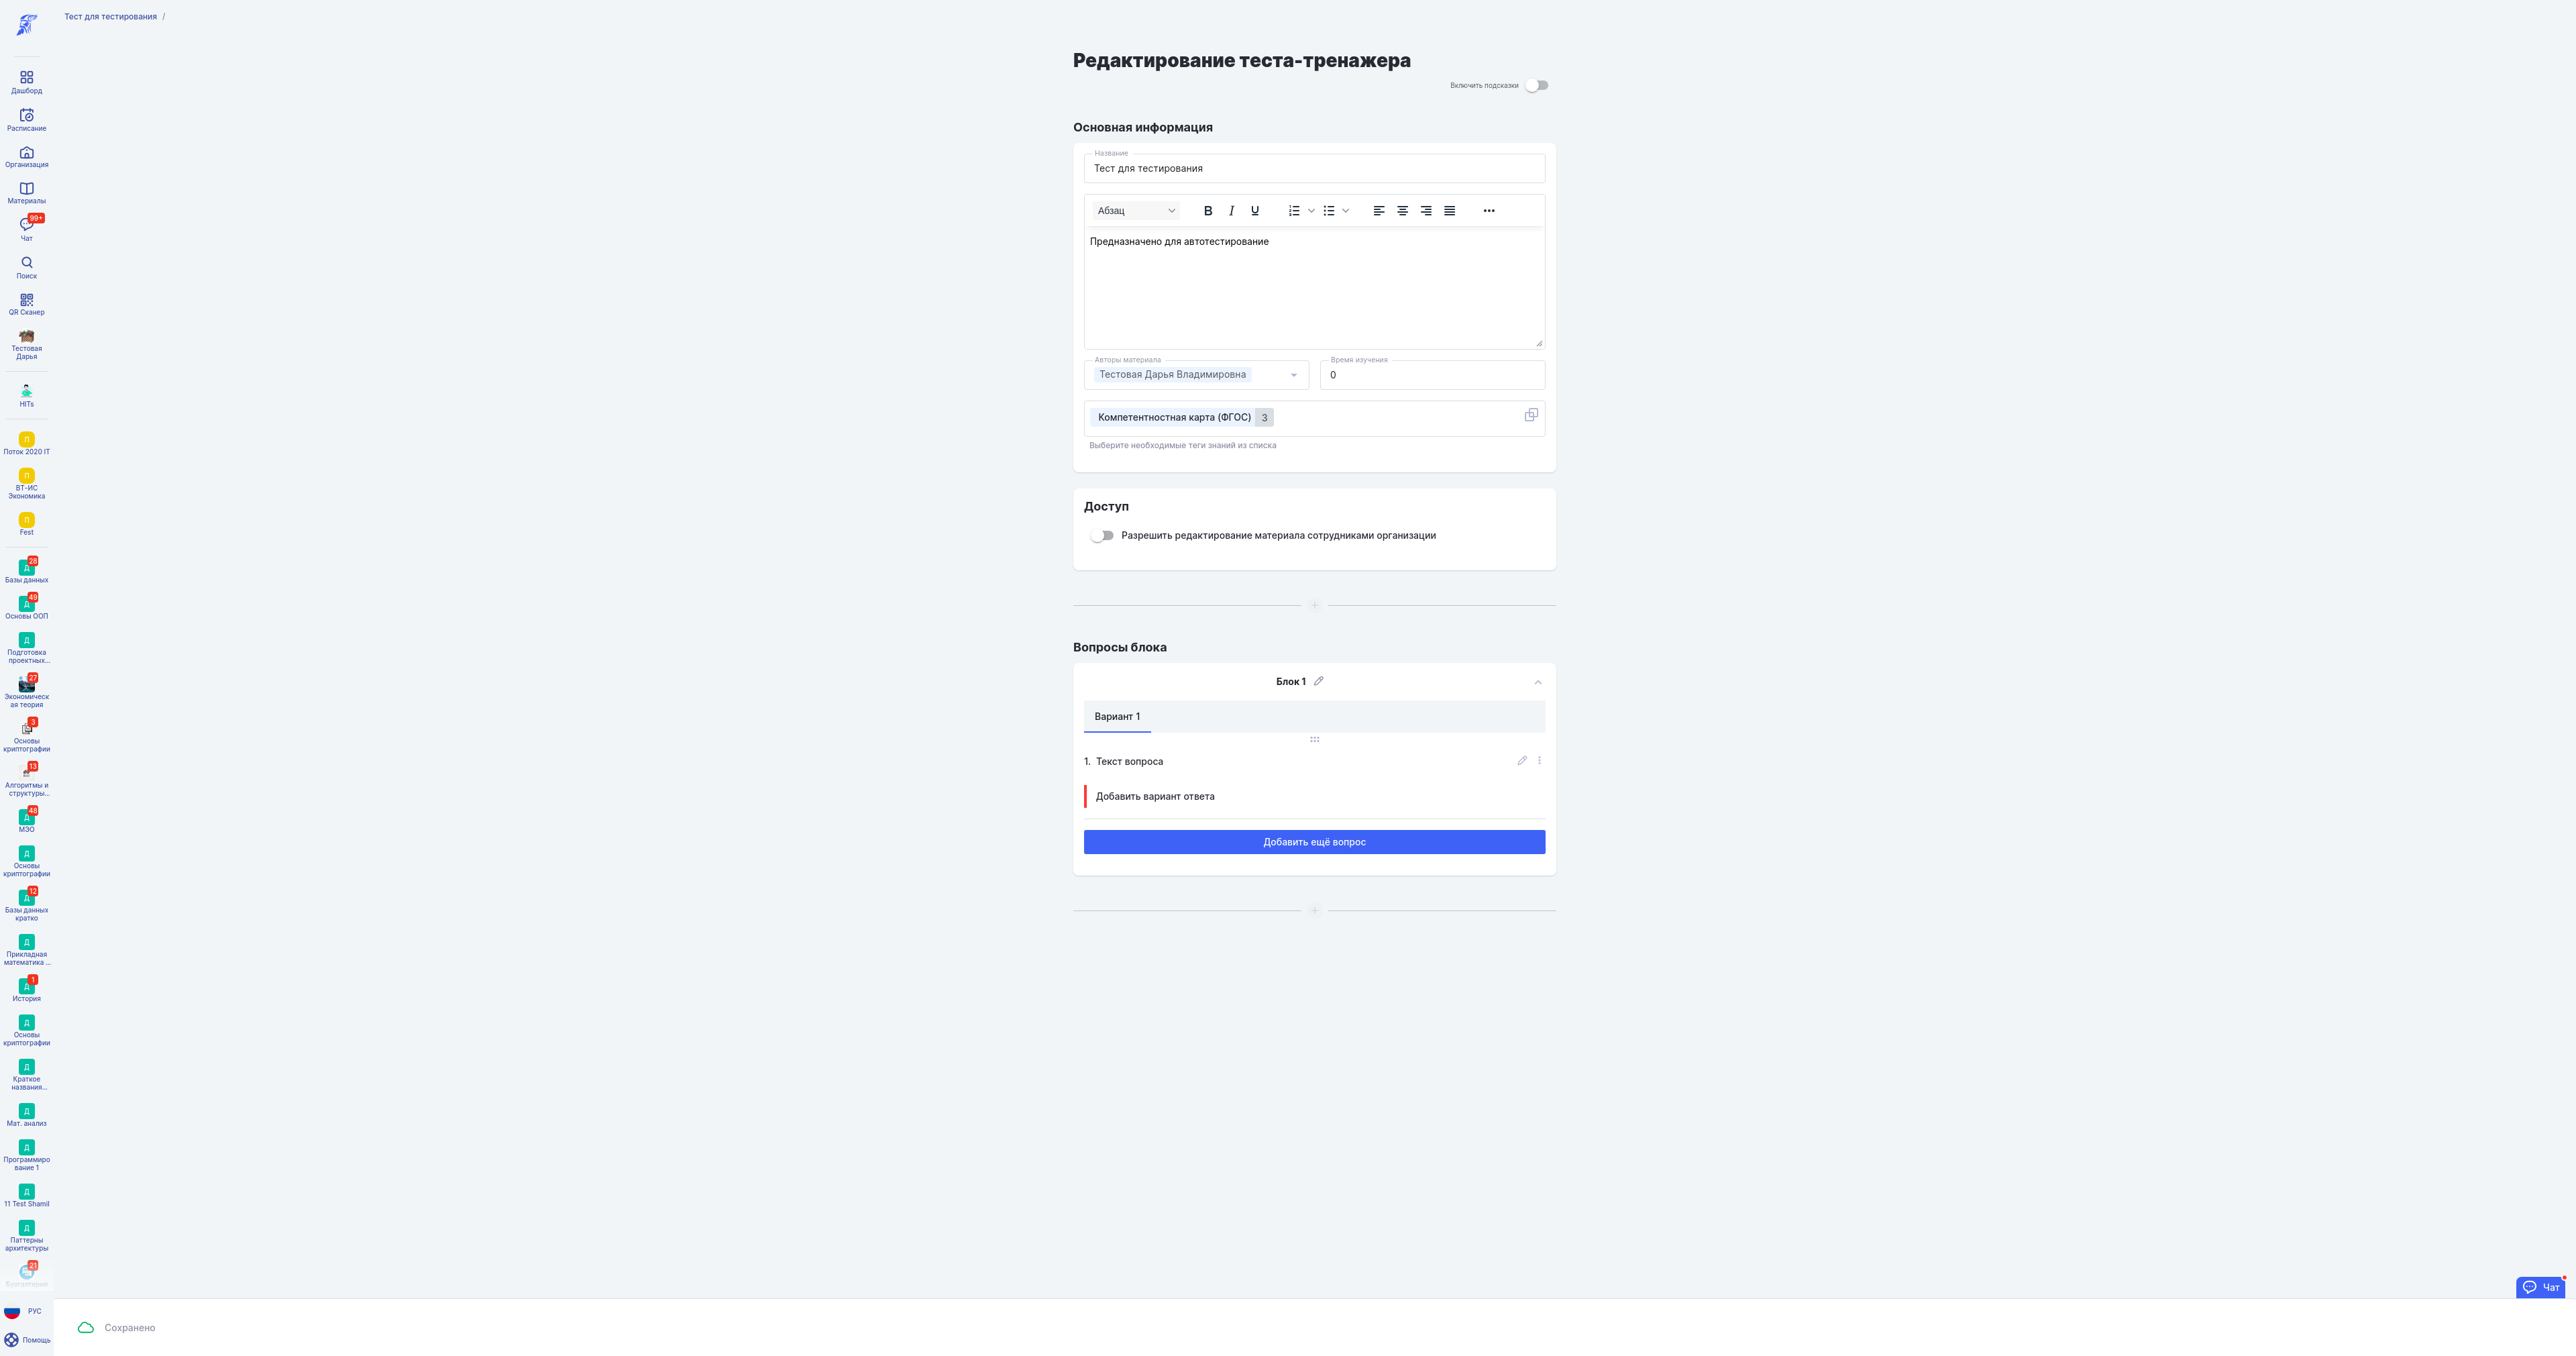 Тест для тестирования /
Дашборд
Расписание
Организация
Материалы
99+
Чат
Поиск
QR Сканер
Тестовая
Дарья
HITs
П
Поток 2020 IT
П
ВТ-ИС
Экономика
П
Fest
28
Д
Базы данных
49
Д
Основы ООП
Д
Подготовка
проектных...
27
Экономическ
ая теория
3
Основы
криптографии
13
Алгоритмы и
структуры...
48
Д
МЭО
Д
Основы
криптографии
12
Д
Базы данных
кратко
Д
Прикладная
математика ...
1
Д
История
Д
Основы
криптографии
Д
Краткое
названия...
Д
Мат. анализ
Д
Программиро
вание 1
Д
11 Test Shamil
Д
Паттерны
архитектуры
21
Бухгалтерия
РУС
Помощь
Редактирование теста-тренажера
Включить подсказки
Основная информация
Название
Тест для тестирования
Абзац
Предназначено для автотестирование
Авторы материала
Тестовая Дарья Владимировна
Время изучения
0
Компетентностная карта (ФГОС) 3
Выберите необходимые теги знаний из списка
Доступ
Разрешить редактирование материала сотрудниками организации
Вопросы блока
Блок 1
Вариант 1
1. Текст вопроса
Добавить вариант ответа
Добавить ещё вопрос
Чат
Сохранено